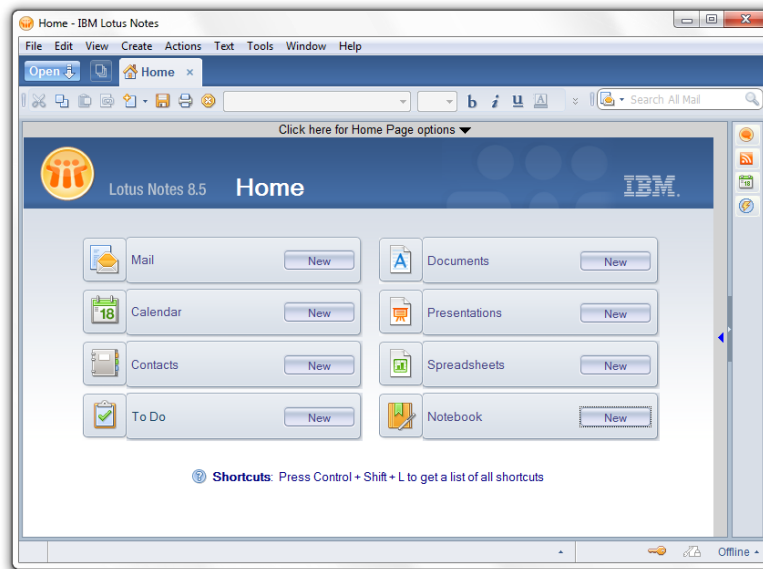 Home - IBM Lotus Notes
File Edit View Create Actions Text Tools Window Help
Open Home
b i u A Search All Mail
Click here for Home Page options
Lotus Notes 8.5 Home IBM.
Mail New Documents New
18 Calendar New Presentations New
Contacts New Spreadsheets New
To Do New Notebook New
Shortcuts: Press Control + Shift + L to get a list of all shortcuts
Offline